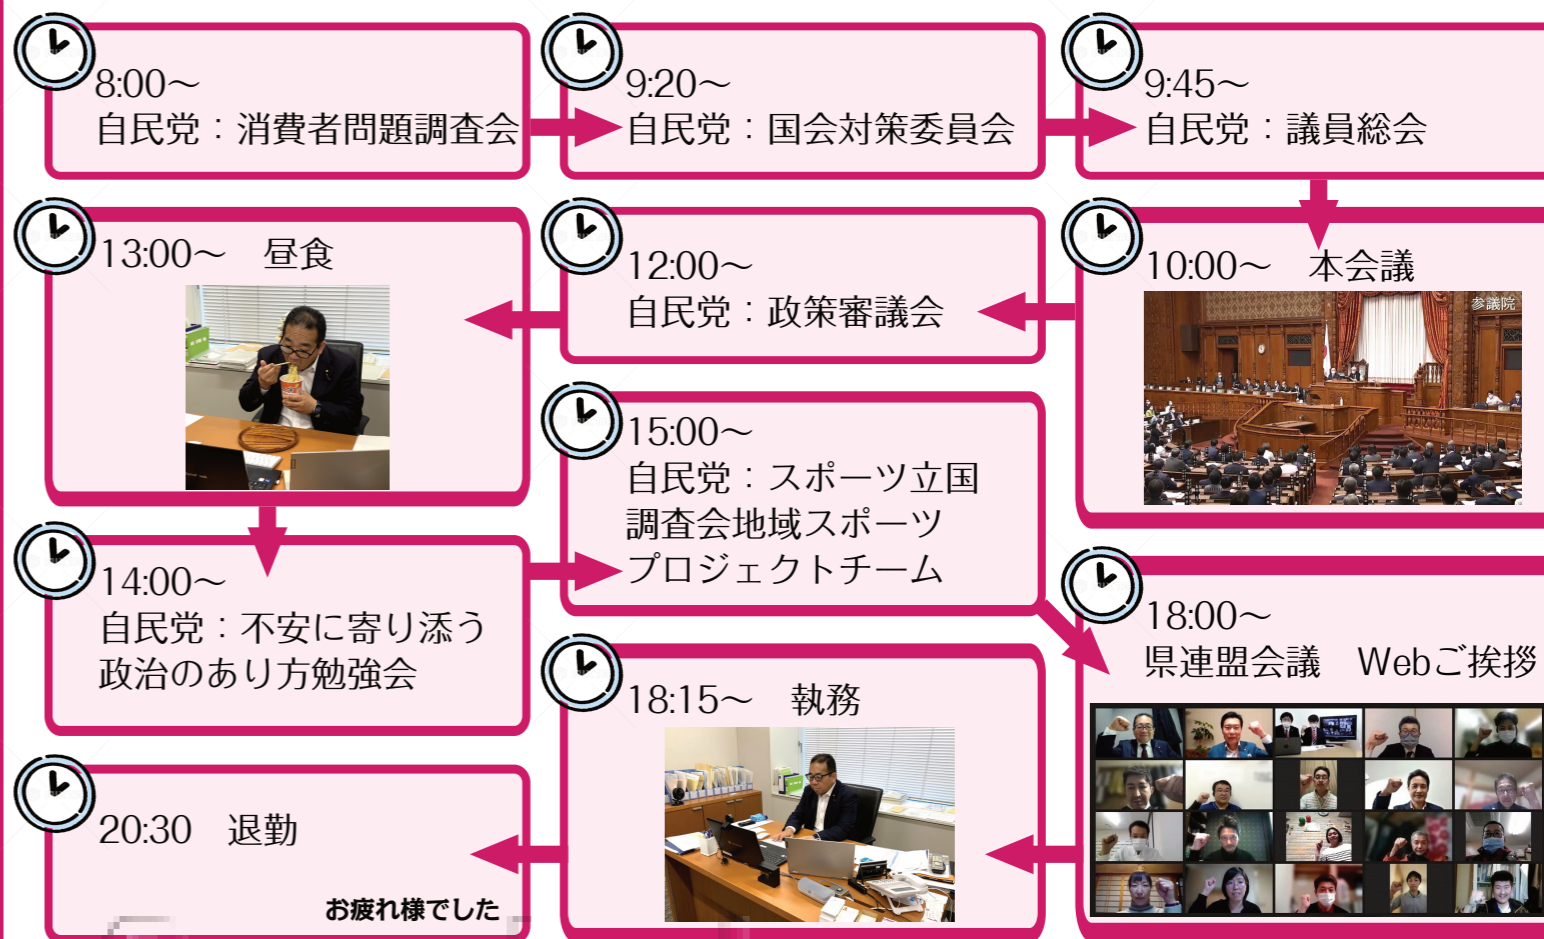 8:00～
自民党：消費者問題調査会
9:20～
自民党：国会対策委員会
9:45～
自民党：議員総会
10:00～　本会議
参議院
12:00～
自民党：政策審議会
13:00～　昼食
14:00～
自民党：不安に寄り添う
政治のあり方勉強会
15:00～
自民党：スポーツ立国
調査会地域スポーツ
プロジェクトチーム
18:00～
県連盟会議　Webご挨拶
18:15～　執務
20:30　退勤
お疲れ様でした